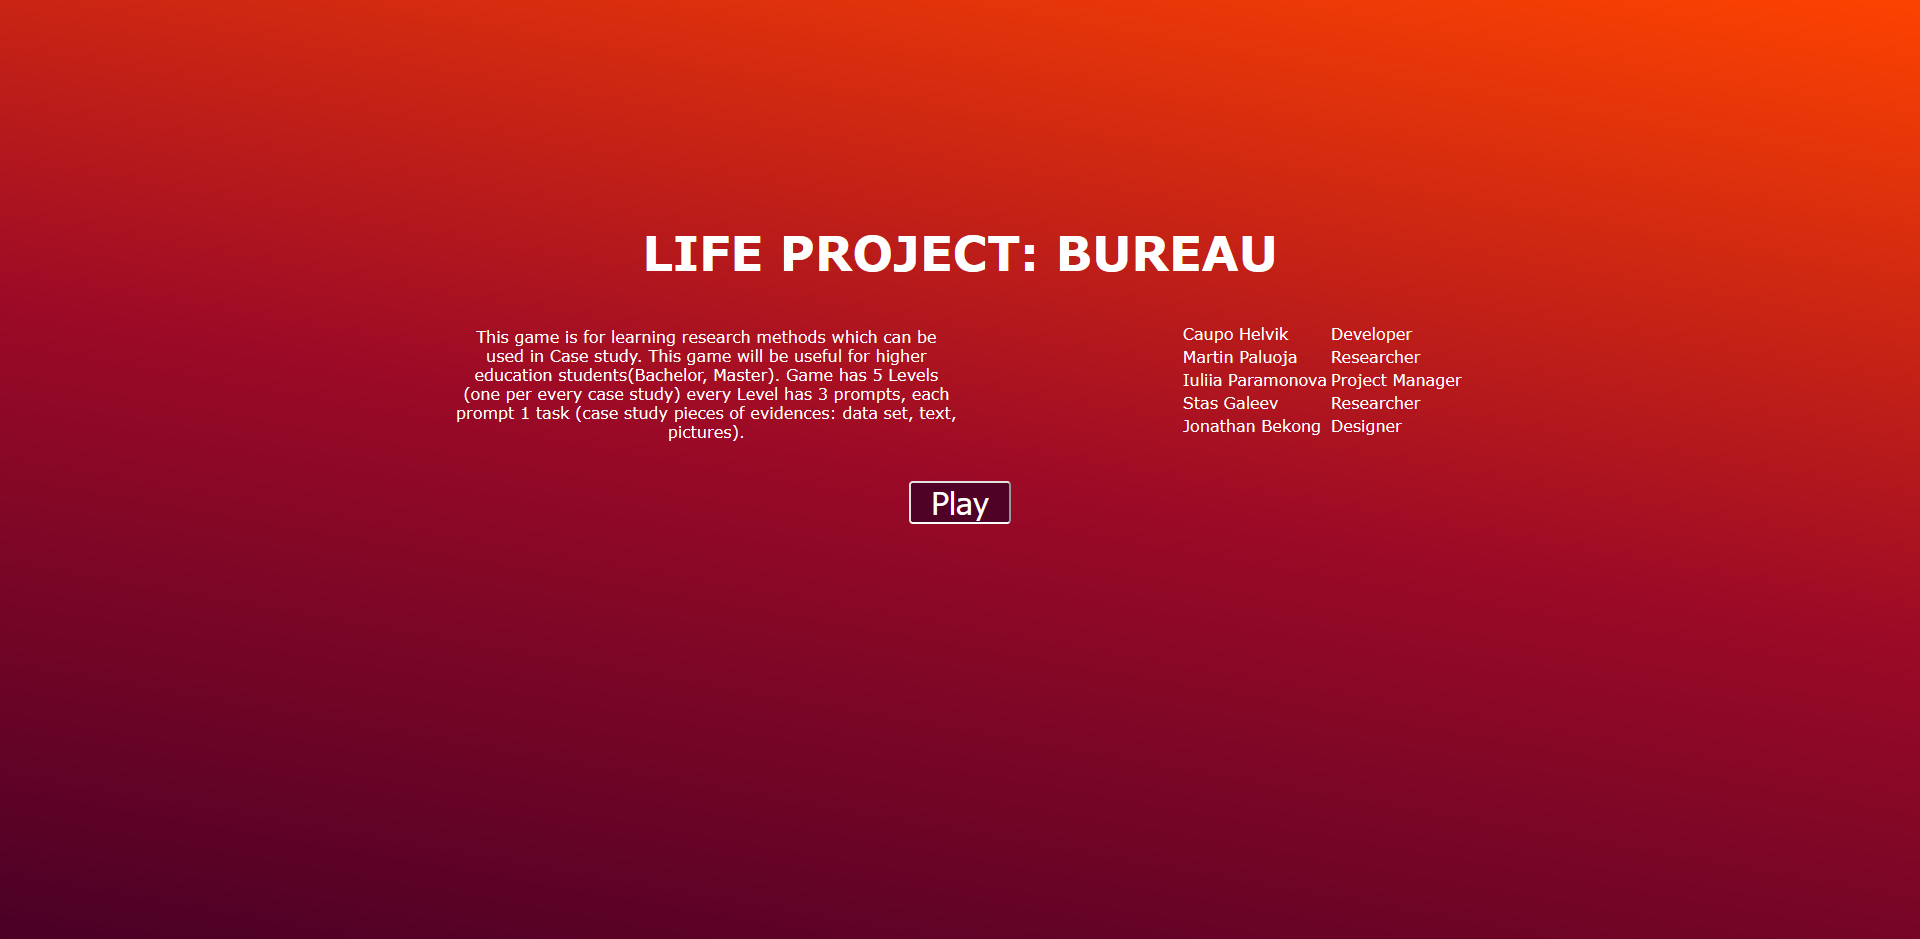 LIFE PROJECT: BUREAU
This game is for learning research methods which can be
used in Case study. This game will be useful for higher
education students(Bachelor, Master). Game has 5 Levels
(one per every case study) every Level has 3 prompts, each
prompt 1 task (case study pieces of evidences: data set, text,
pictures).
Caupo Helvik Developer
Martin Paluoja Researcher
Iuliia Paramonova Project Manager
Stas Galeev Researcher
Jonathan Bekong Designer
Play